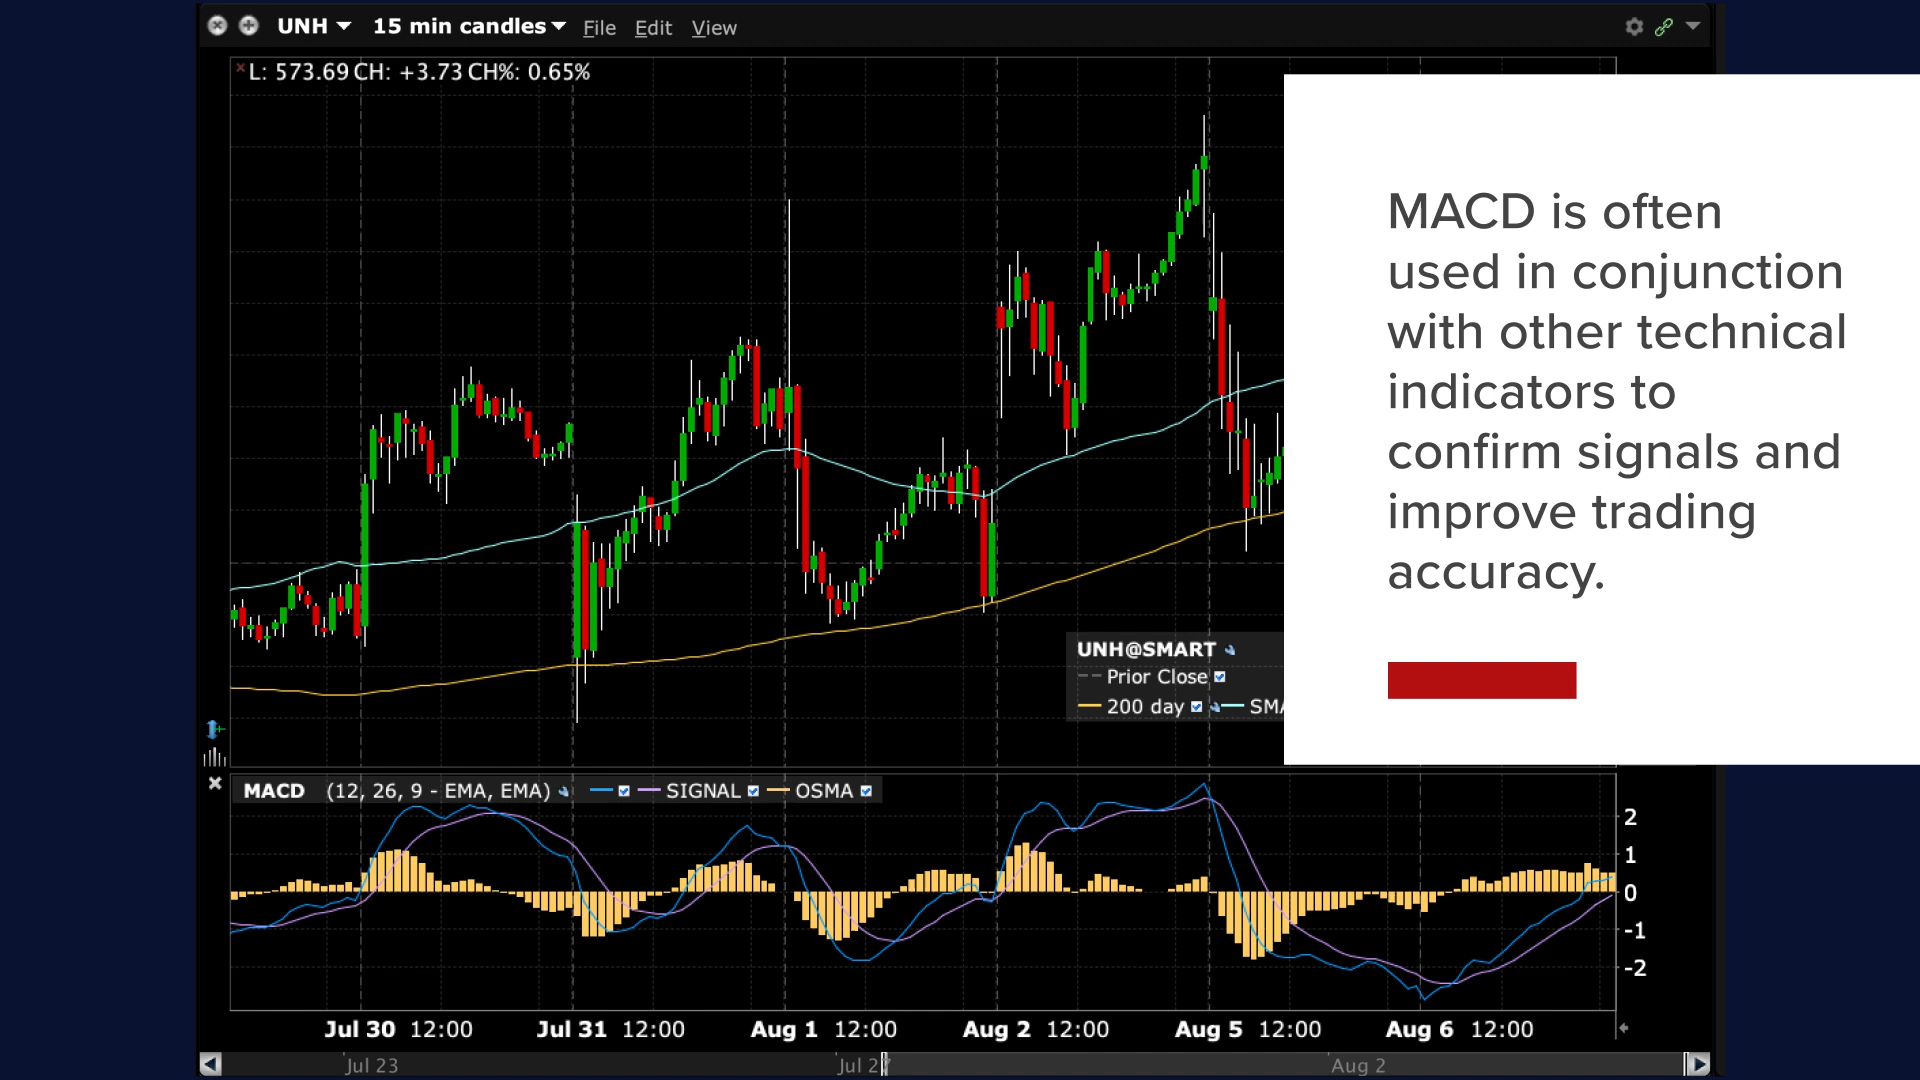 UNH 15 min candles File Edit View
L: 573.69 CH: +3.73 CH%: 0.65%
MACD is often
used in conjunction
with other technical
indicators to
confirm signals and
improve trading
accuracy.
UNH@SMART
Prior Close
200 day
MACD (12, 26, 9 - EMA, EMA) SIGNAL OSMA
2
1
0
-1
-2
Jul 30 12:00 Jul 31 12:00 Aug 1 12:00 Aug 2 12:00 Aug 5 12:00 Aug 6 12:00
Jul 23 Aug 2